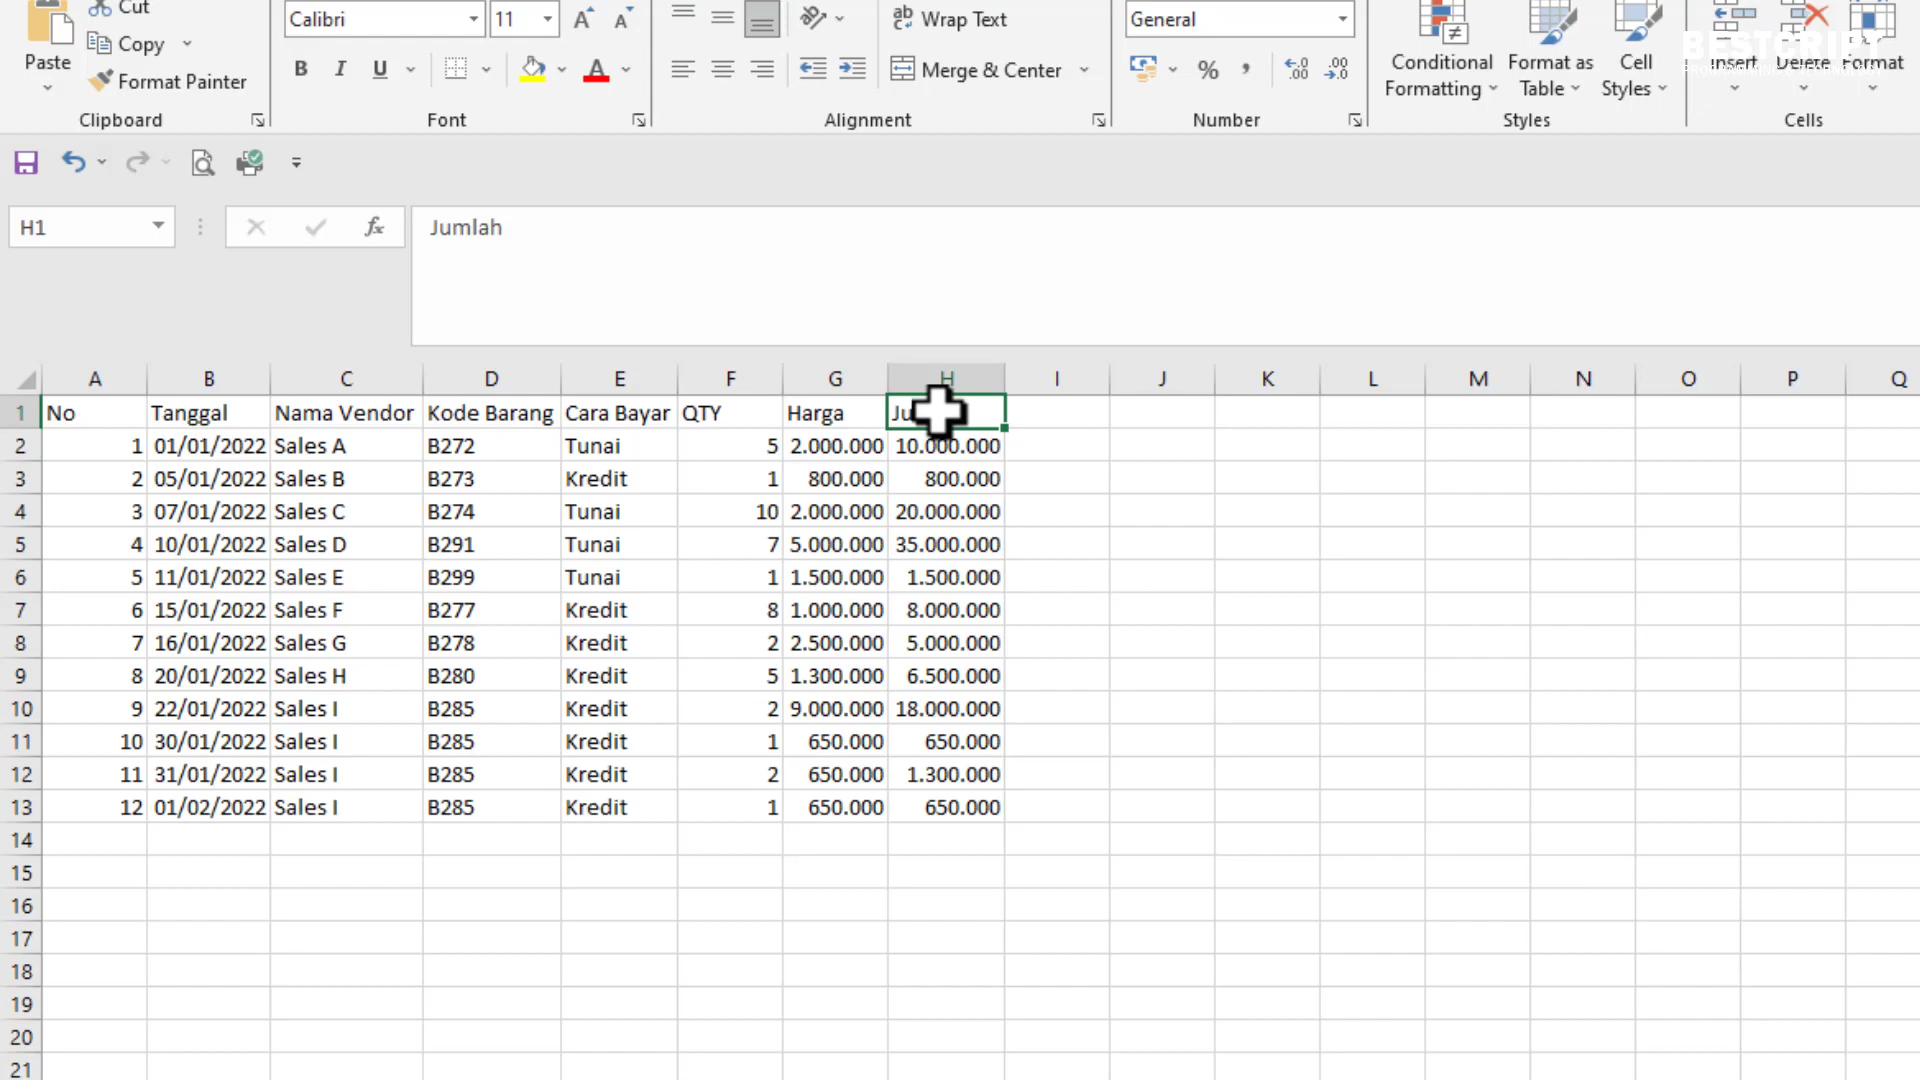 Cut
Calibri 11 Wrap Text General
Paste Copy Conditional Format as Cell Insert Delete Format
Format Painter B I U Merge & Center % Formatting Table Styles
Clipboard Font Alignment Number Styles Cells
BESTCRIPT
H1 fx Jumlah
A B C D E F G H I J K L M N O P Q
1 No Tanggal Nama Vendor Kode Barang Cara Bayar QTY Harga
2 1 01/01/2022 Sales A B272 Tunai 5 2.000.000 10.000.000
3 2 05/01/2022 Sales B B273 Kredit 1 800.000 800.000
4 3 07/01/2022 Sales C B274 Tunai 10 2.000.000 20.000.000
5 4 10/01/2022 Sales D B291 Tunai 7 5.000.000 35.000.000
6 5 11/01/2022 Sales E B299 Tunai 1 1.500.000 1.500.000
7 6 15/01/2022 Sales F B277 Kredit 8 1.000.000 8.000.000
8 7 16/01/2022 Sales G B278 Kredit 2 2.500.000 5.000.000
9 8 20/01/2022 Sales H B280 Kredit 5 1.300.000 6.500.000
10 9 22/01/2022 Sales I B285 Kredit 2 9.000.000 18.000.000
11 10 30/01/2022 Sales I B285 Kredit 1 650.000 650.000
12 11 31/01/2022 Sales I B285 Kredit 2 650.000 1.300.000
13 12 01/02/2022 Sales I B285 Kredit 1 650.000 650.000
14
15
16
17
18
19
20
21